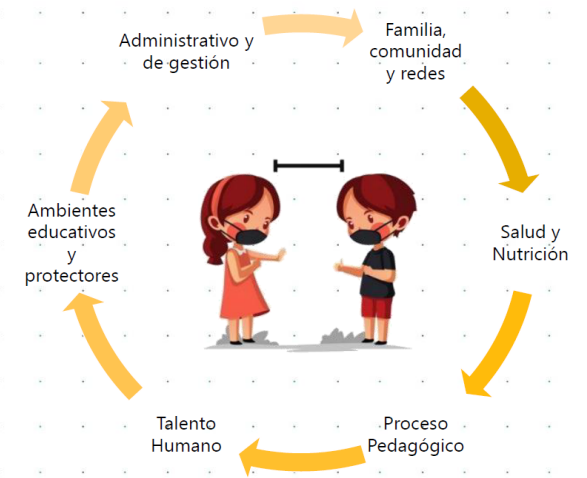 Administrativo y
de gestión
Familia,
comunidad
y redes
Salud y
Nutrición
Proceso
Pedagógico
Talento
Humano
Ambientes
educativos
y
protectores